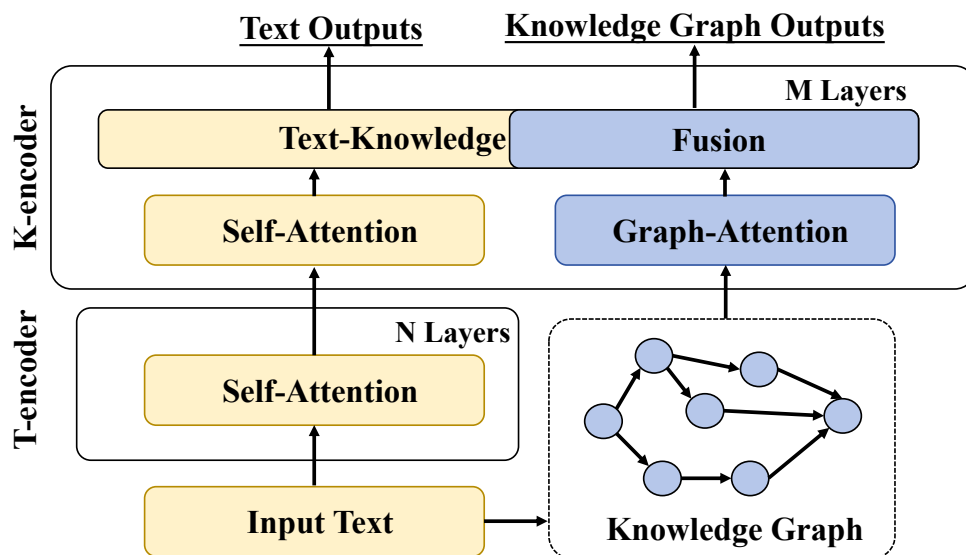 Text Outputs
Knowledge Graph Outputs
M Layers
K-encoder
Text-Knowledge Fusion
Self-Attention
Graph-Attention
T-encoder
N Layers
Self-Attention
Input Text
Knowledge Graph